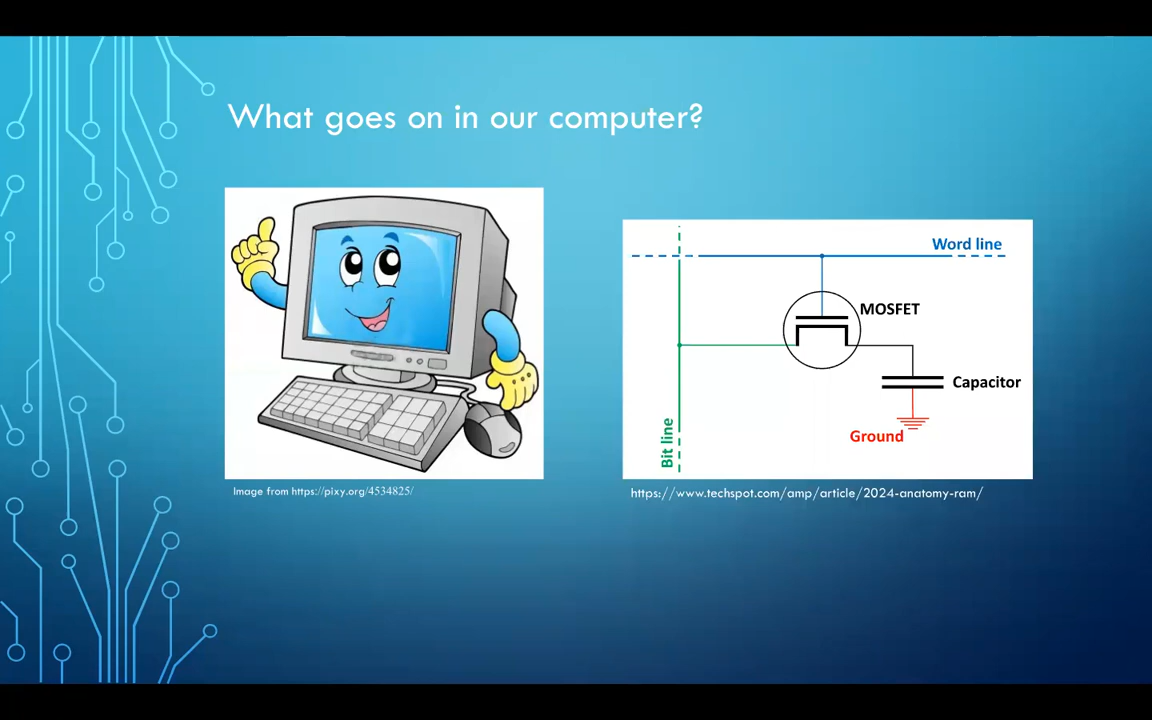 What goes on in our computer?
Word line
MOSFET
Capacitor
Ground
Bit line
Image from https://pixy.org/4534825/
https://www.techspot.com/amp/article/2024-anatomy-ram/